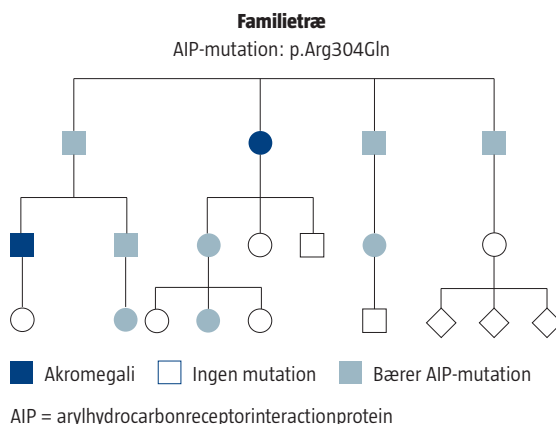 Familietræ
AIP-mutation: p.Arg304Gln
Akromegali Ingen mutation Bærer AIP-mutation
AIP = arylhydrocarbonreceptorinteractionprotein